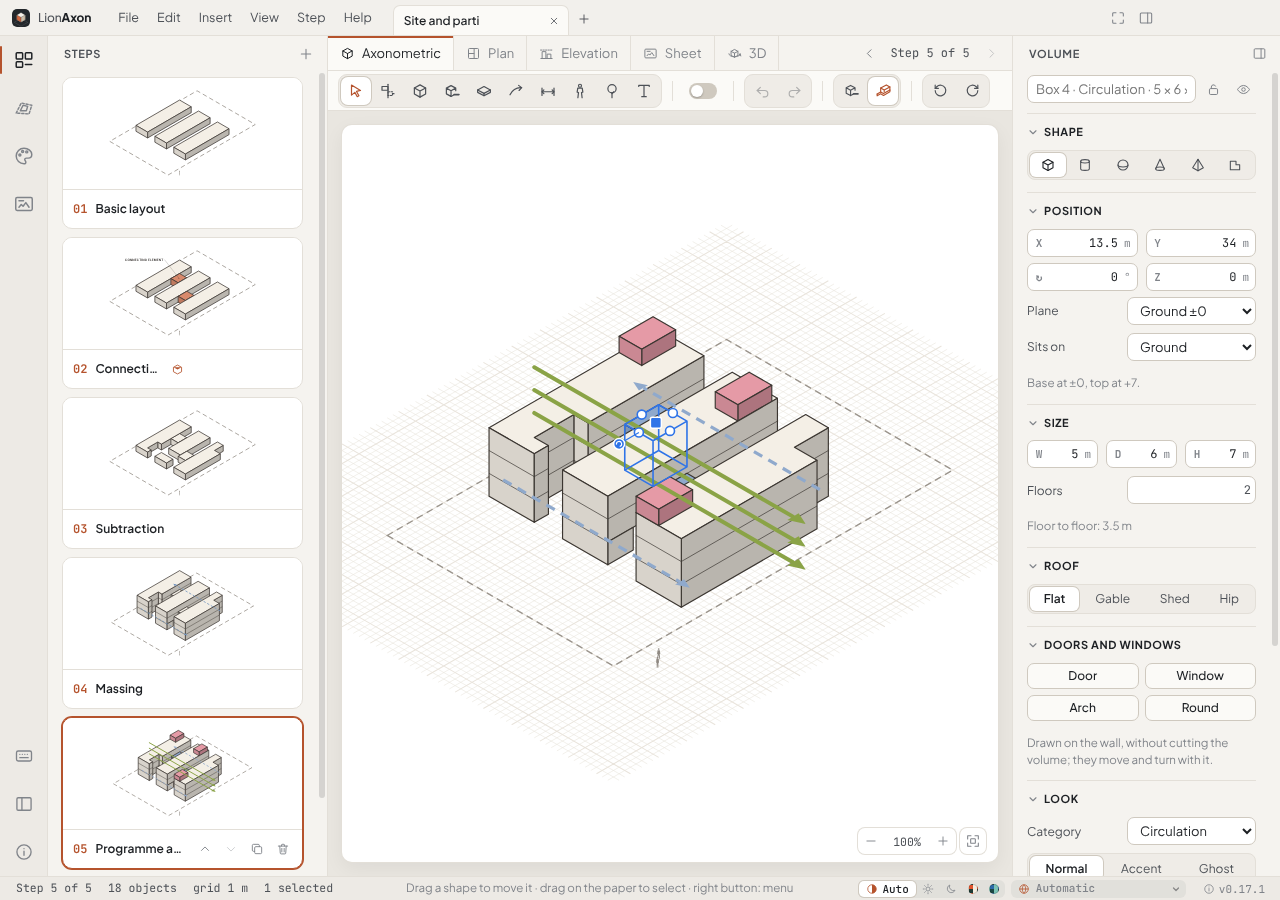 LionAxon File Edit Insert View Step Help Site and parti
STEPS
Axonometric Plan Elevation Sheet 3D Step 5 of 5
VOLUME
Box 4 · Circulation · 5 × 6
01 Basic layout
CONNECTING ELEMENT
02 Connecti...
03 Subtraction
04 Massing
05 Programme a...
100%
SHAPE
POSITION
X 13.5 m Y 34 m
0 ° Z 0 m
Plane Ground ±0
Sits on Ground
Base at ±0, top at +7.
SIZE
W 5 m D 6 m H 7 m
Floors 2
Floor to floor: 3.5 m
ROOF
Flat Gable Shed Hip
DOORS AND WINDOWS
Door Window
Arch Round
Drawn on the wall, without cutting the
volume; they move and turn with it.
LOOK
Category Circulation
Normal Accent Ghost
Step 5 of 5 18 objects grid 1 m 1 selected Drag a shape to move it · drag on the paper to select · right button: menu Auto Automatic v0.17.1